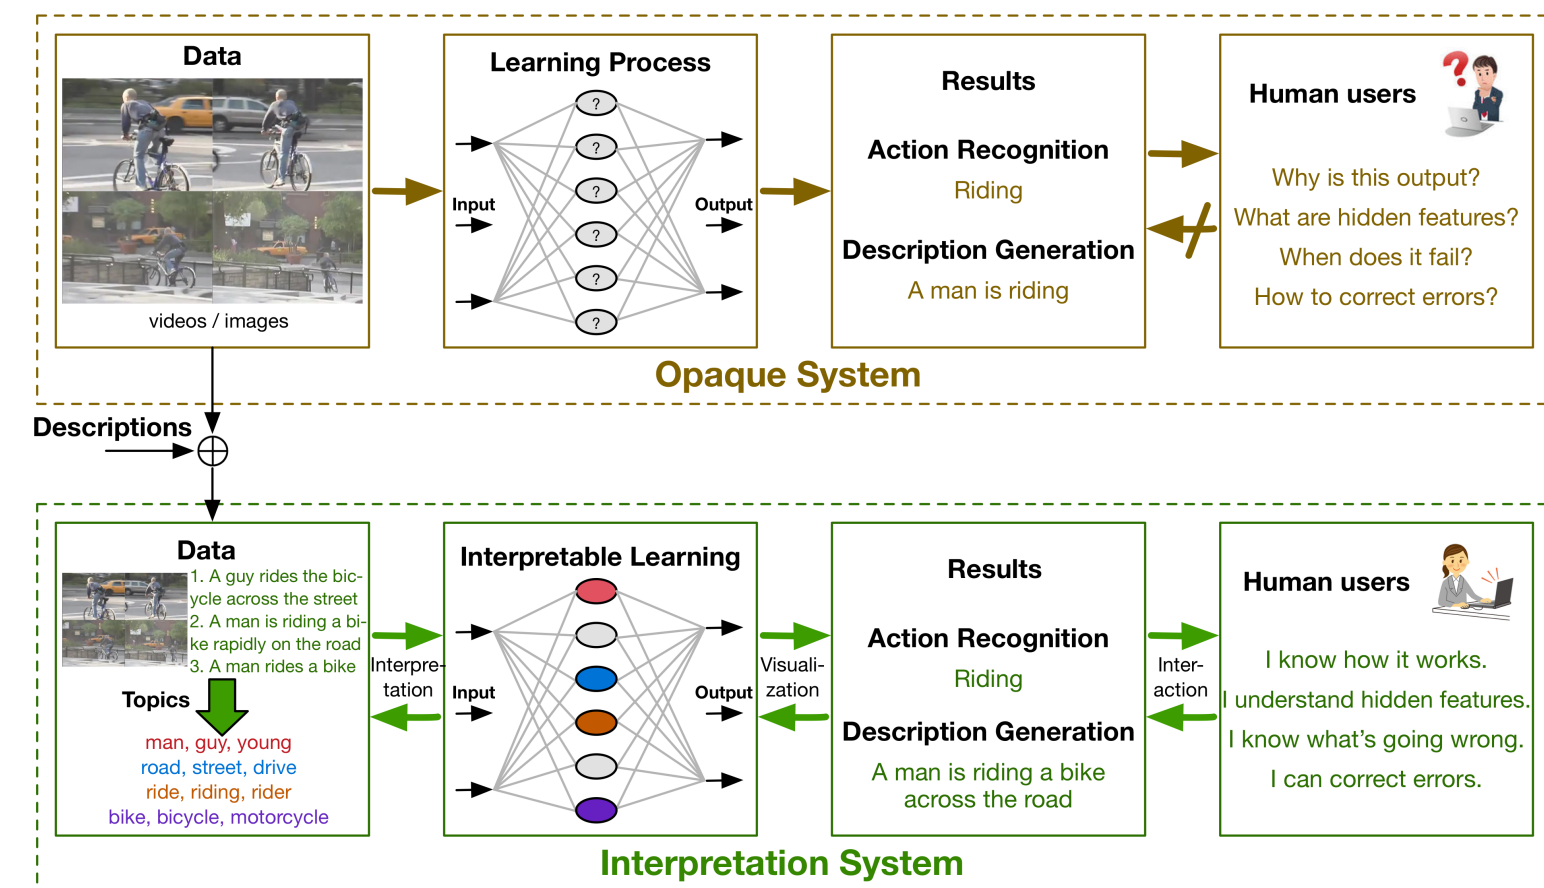 Data
videos / images
Learning Process
?
?
?
?
?
?
Input
Output
Results
Action Recognition
Riding
Description Generation
A man is riding
Human users
?
Why is this output?
What are hidden features?
When does it fail?
How to correct errors?
Opaque System
Descriptions
Data
1. A guy rides the bic-
ycle across the street
2. A man is riding a bi-
ke rapidly on the road
3. A man rides a bike
Topics
man, guy, young
road, street, drive
ride, riding, rider
bike, bicycle, motorcycle
Interpre-
tation
Interpretable Learning
Input
Output
Visuali-
zation
Results
Action Recognition
Riding
Description Generation
A man is riding a bike
across the road
Inter-
action
Human users
I know how it works.
I understand hidden features.
I know what's going wrong.
I can correct errors.
Interpretation System